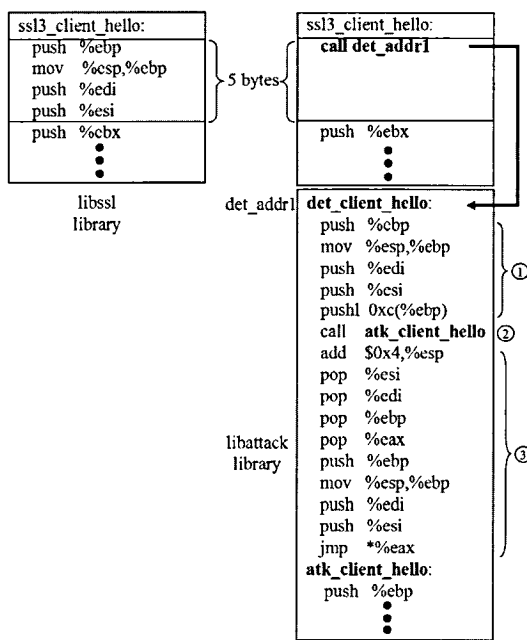 ssl3_client_hello:
push %ebp
mov %esp,%ebp
push %edi
push %esi
push %ebx
libssl
library
5 bytes
ssl3_client_hello:
call det_addr1
push %ebx
det_addr1
det_client_hello:
push %ebp
mov %esp,%ebp
push %edi
push %esi
pushl 0xc(%ebp)
①
call atk_client_hello ②
add $0x4,%esp
pop %esi
pop %edi
pop %ebp
pop %eax
push %ebp
mov %esp,%ebp
push %edi
push %esi
jmp *%eax
③
libattack
library
atk_client_hello:
push %ebp